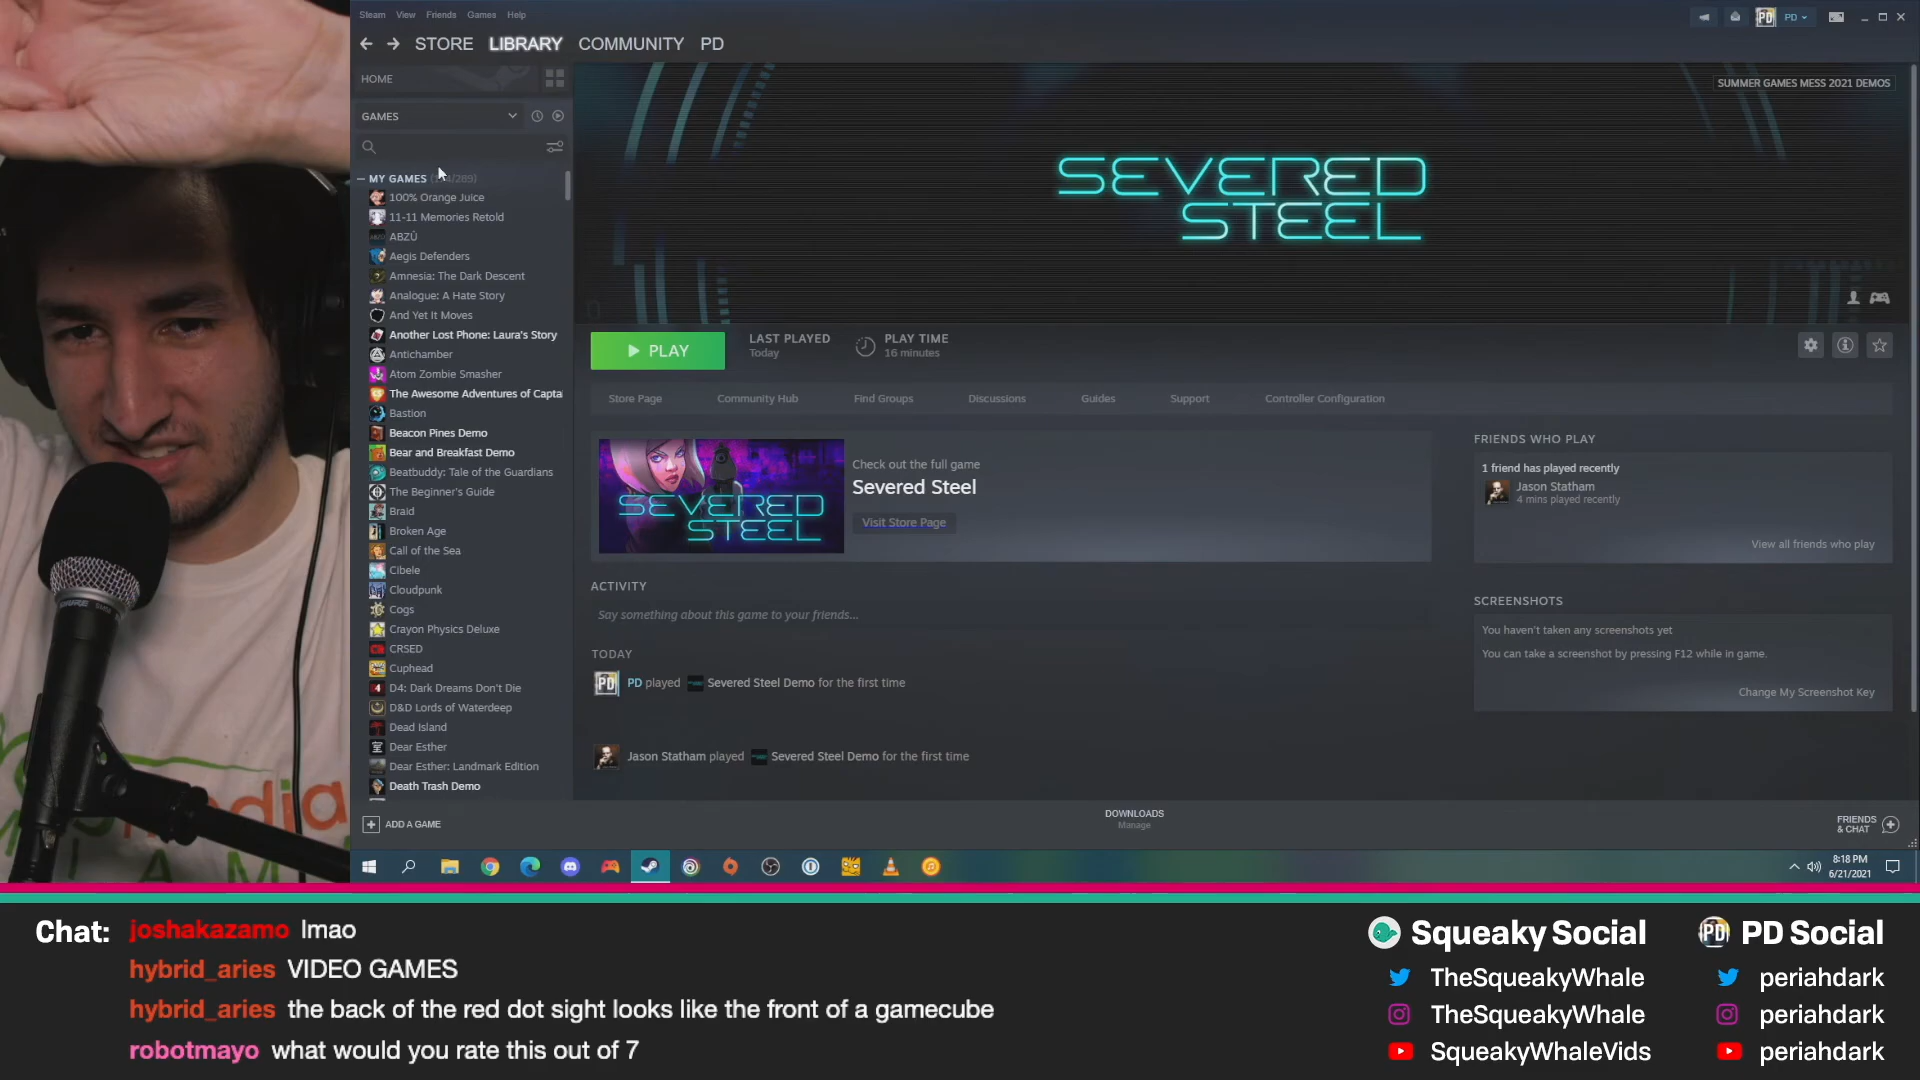 Steam View Friends Games Help
PD
STORE LIBRARY COMMUNITY PD
HOME
SUMMER GAMES MESS 2021 DEMOS
GAMES
MY GAMES
100% Orange Juice
11-11 Memories Retold
ABZÛ
Aegis Defenders
Amnesia: The Dark Descent
Analogue: A Hate Story
And Yet It Moves
Another Lost Phone: Laura's Story
Antichamber
Atom Zombie Smasher
The Awesome Adventures of Capta
Bastion
Beacon Pines Demo
Bear and Breakfast Demo
Beatbuddy: Tale of the Guardians
The Beginner's Guide
Braid
Broken Age
Call of the Sea
Cibele
Cloudpunk
Cogs
Crayon Physics Deluxe
CRSED
Cuphead
D4: Dark Dreams Don't Die
D&D Lords of Waterdeep
Dead Island
Dear Esther
Dear Esther: Landmark Edition
Death Trash Demo
ADD A GAME
SEVERED
STEEL
PLAY
LAST PLAYED
Today
PLAY TIME
16 minutes
Store Page Community Hub Find Groups Discussions Guides Support Controller Configuration
SEVERED
STEEL
Check out the full game
Severed Steel
Visit Store Page
ACTIVITY
Say something about this game to your friends...
TODAY
PD PD played Severed Steel Demo for the first time
Jason Statham played Severed Steel Demo for the first time
FRIENDS WHO PLAY
1 friend has played recently
Jason Statham
4 mins played recently
View all friends who play
SCREENSHOTS
You haven't taken any screenshots yet
You can take a screenshot by pressing F12 while in game.
Change My Screenshot Key
DOWNLOADS
Manage
FRIENDS
& CHAT
8:18 PM
6/21/2021
SHURE
Chat: joshakazamo lmao
hybrid_aries VIDEO GAMES
hybrid_aries the back of the red dot sight looks like the front of a gamecube
robotmayo what would you rate this out of 7
Squeaky Social
TheSqueakyWhale
TheSqueakyWhale
SqueakyWhaleVids
PD PD Social
periahdark
periahdark
periahdark